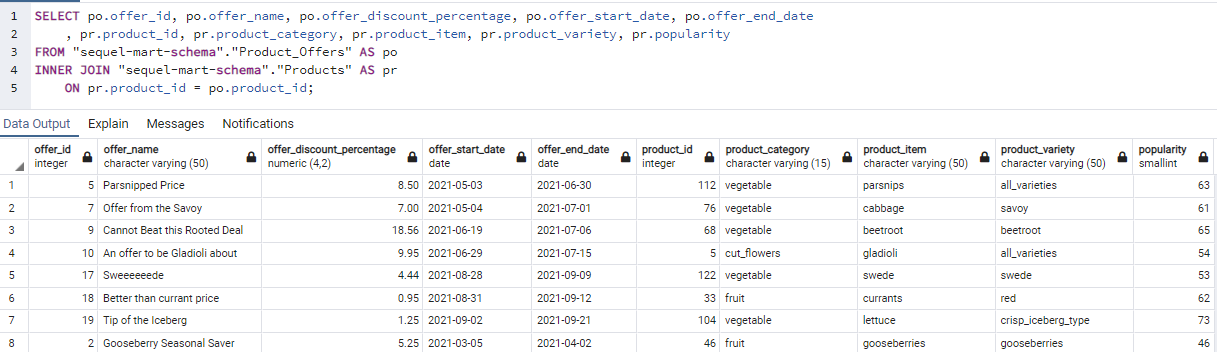 1 SELECT po.offer_id, po.offer_name, po.offer_discount_percentage, po.offer_start_date, po.offer_end_date
2 , pr.product_id, pr.product_category, pr.product_item, pr.product_variety, pr.popularity
3 FROM "sequel-mart-schema"."Product_Offers" AS po
4 INNER JOIN "sequel-mart-schema"."Products" AS pr
5 ON pr.product_id = po.product_id;
Data Output Explain Messages Notifications
offer_id offer_name offer_discount_percentage offer_start_date offer_end_date product_id product_category product_item product_variety popularity
integer character varying (50) numeric (4,2) date date integer character varying (15) character varying (50) character varying (50) smallint
1 5 Parsnipped Price 8.50 2021-05-03 2021-06-30 112 vegetable parsnips all_varieties 63
2 7 Offer from the Savoy 7.00 2021-05-04 2021-07-01 76 vegetable cabbage savoy 61
3 9 Cannot Beat this Rooted Deal 18.56 2021-06-19 2021-07-06 68 vegetable beetroot beetroot 65
4 10 An offer to be Gladioli about 9.95 2021-06-29 2021-07-15 5 cut_flowers gladioli all_varieties 54
5 17 Sweeeeeede 4.44 2021-08-28 2021-09-09 122 vegetable swede swede 53
6 18 Better than currant price 0.95 2021-08-31 2021-09-12 33 fruit currants red 62
7 19 Tip of the Iceberg 1.25 2021-09-02 2021-09-21 104 vegetable lettuce crisp_iceberg_type 73
8 2 Gooseberry Seasonal Saver 5.25 2021-03-05 2021-04-02 46 fruit gooseberries gooseberries 46